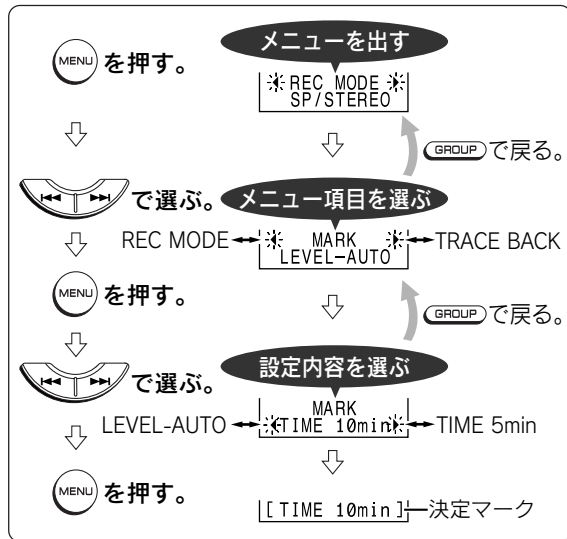 メニューを出す
MENU を押す。
REC MODE
SP/STEREO
GROUP で戻る。
で選ぶ。
メニュー項目を選ぶ
REC MODE
MARK
LEVEL-AUTO
TRACE BACK
MENU を押す。
GROUP で戻る。
で選ぶ。
設定内容を選ぶ
LEVEL-AUTO
MARK
TIME 10min
TIME 5min
MENU を押す。
[TIME 10min]
決定マーク